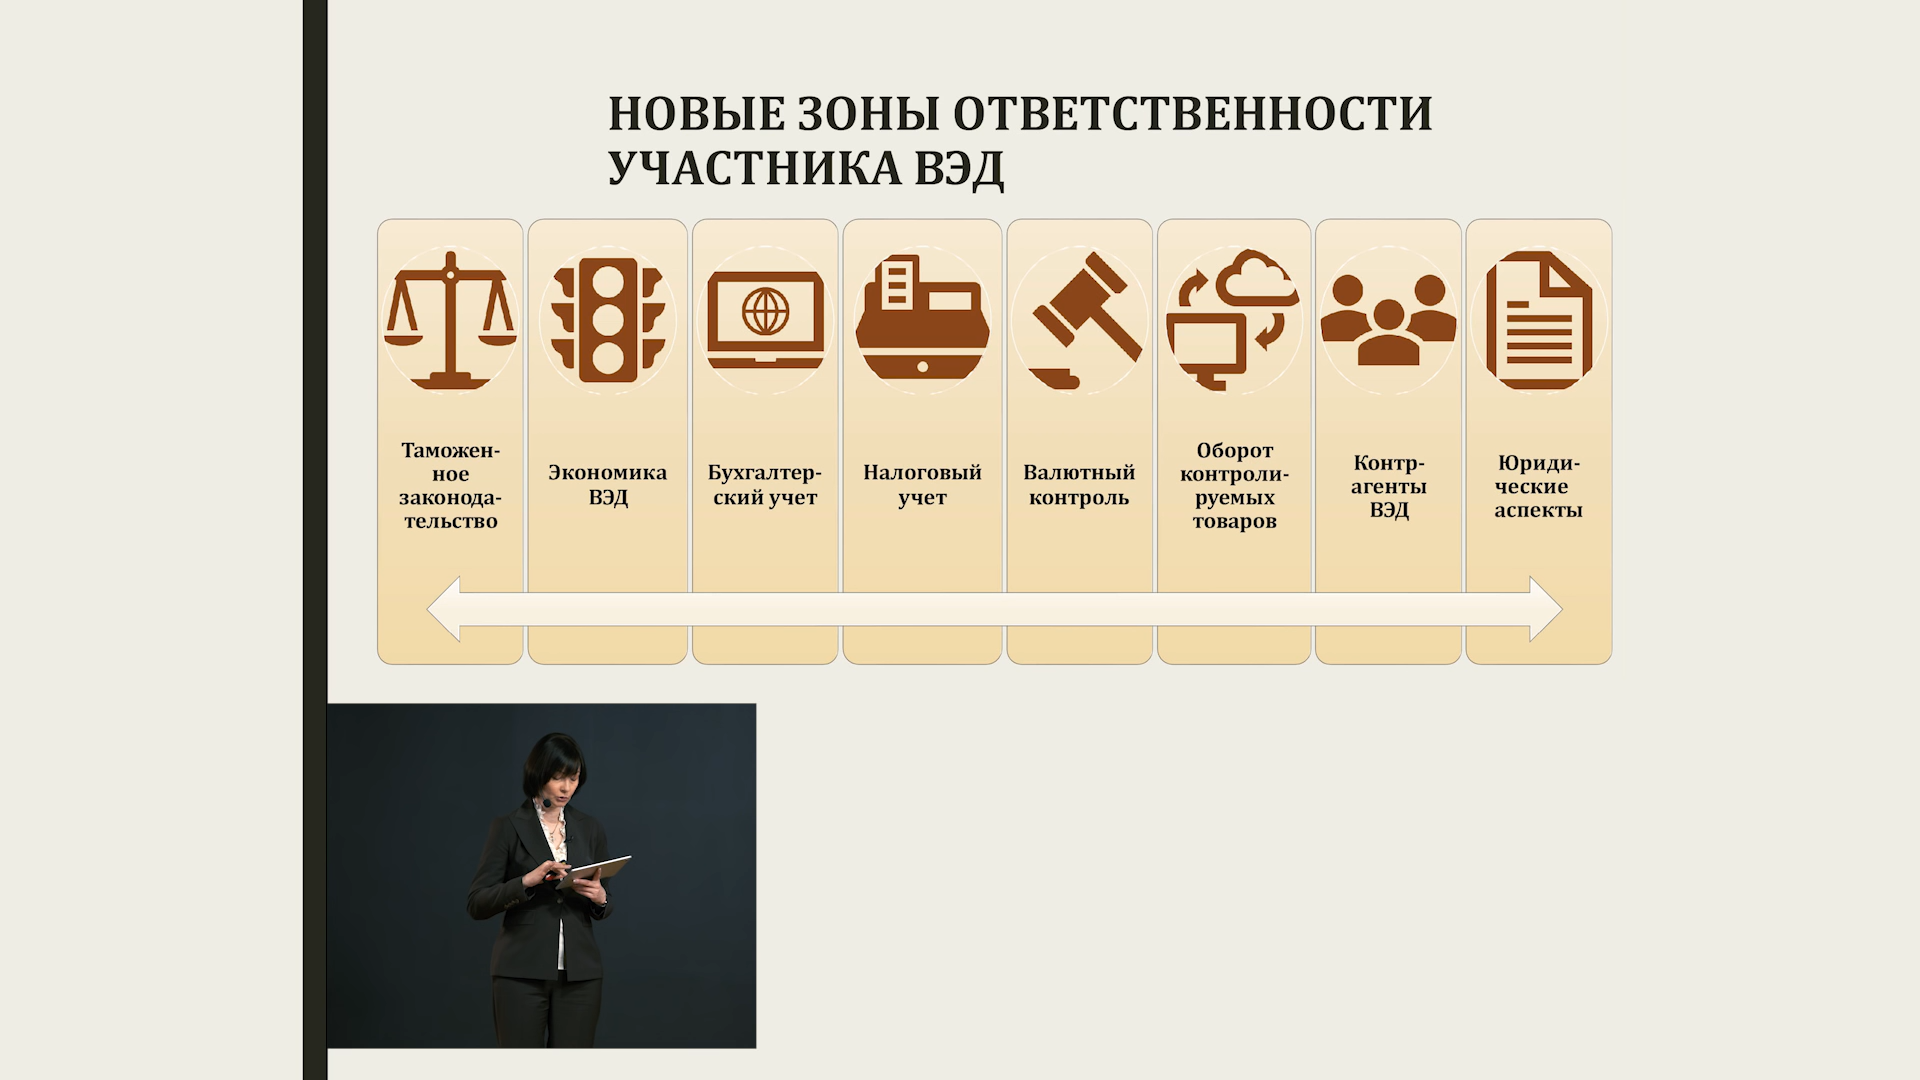 НОВЫЕ ЗОНЫ ОТВЕТСТВЕННОСТИ
УЧАСТНИКА ВЭД
Таможен-
ное
законода-
тельство
Экономика
ВЭД
Бухгалтер-
ский учет
Налоговый
учет
Валютный
контроль
Оборот
контроли-
руемых
товаров
Контр-
агенты
ВЭД
Юриди-
ческие
аспекты